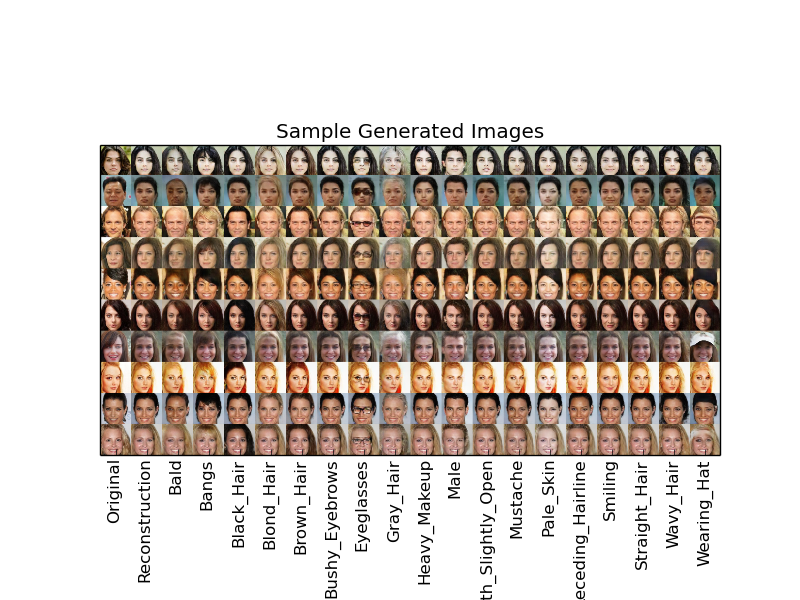 Sample Generated Images
Original
Reconstruction
Bald
Bangs
Black_Hair
Blond_Hair
Brown_Hair
Bushy_Eyebrows
Eyeglasses
Gray_Hair
Heavy_Makeup
Male
th_Slightly_Open
Mustache
Pale_Skin
eceding_Hairline
Smiling
Straight_Hair
Wavy_Hair
Wearing_Hat